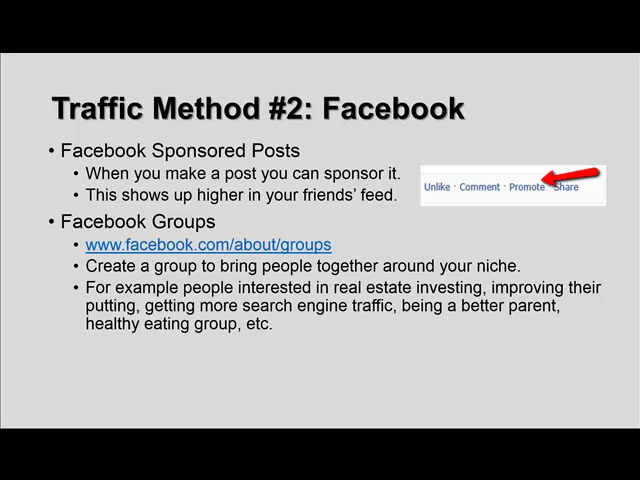 Traffic Method #2: Facebook
• Facebook Sponsored Posts
• When you make a post you can sponsor it.
• This shows up higher in your friends’ feed.
Unlike · Comment · Promote · Share
• Facebook Groups
• www.facebook.com/about/groups
• Create a group to bring people together around your niche.
• For example people interested in real estate investing, improving their
putting, getting more search engine traffic, being a better parent,
healthy eating group, etc.